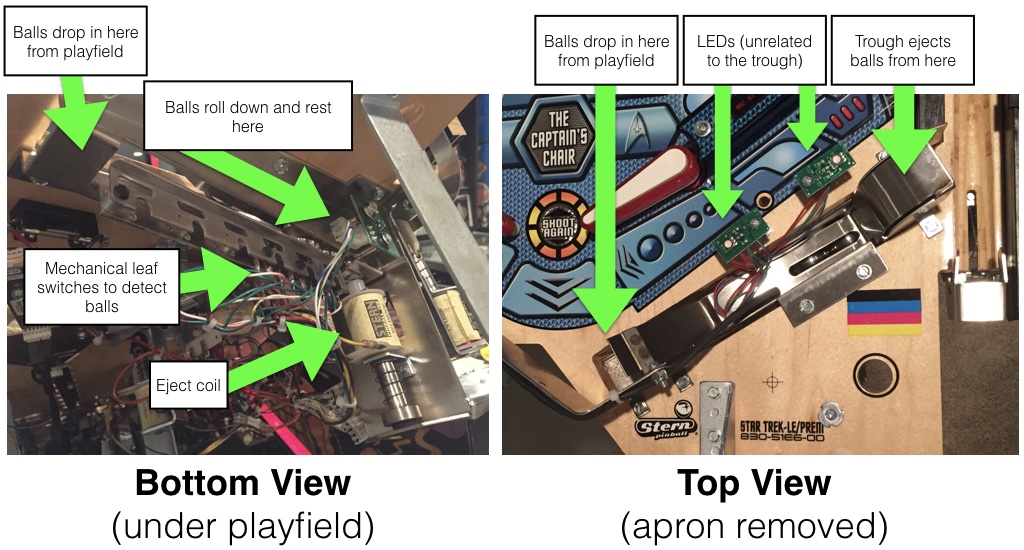 Balls drop in here
from playfield
Balls roll down and rest
here
Mechanical leaf
switches to detect
balls
Eject coil
STERN
Balls drop in here
from playfield
LEDs (unrelated
to the trough)
Trough ejects
balls from here
THE
CAPTAIN'S
CHAIR
SHOOT
AGAIN!
Stern
pinball
STAR TREK-LE/PREM
830-5166-00
Bottom View
(under playfield)
Top View
(apron removed)